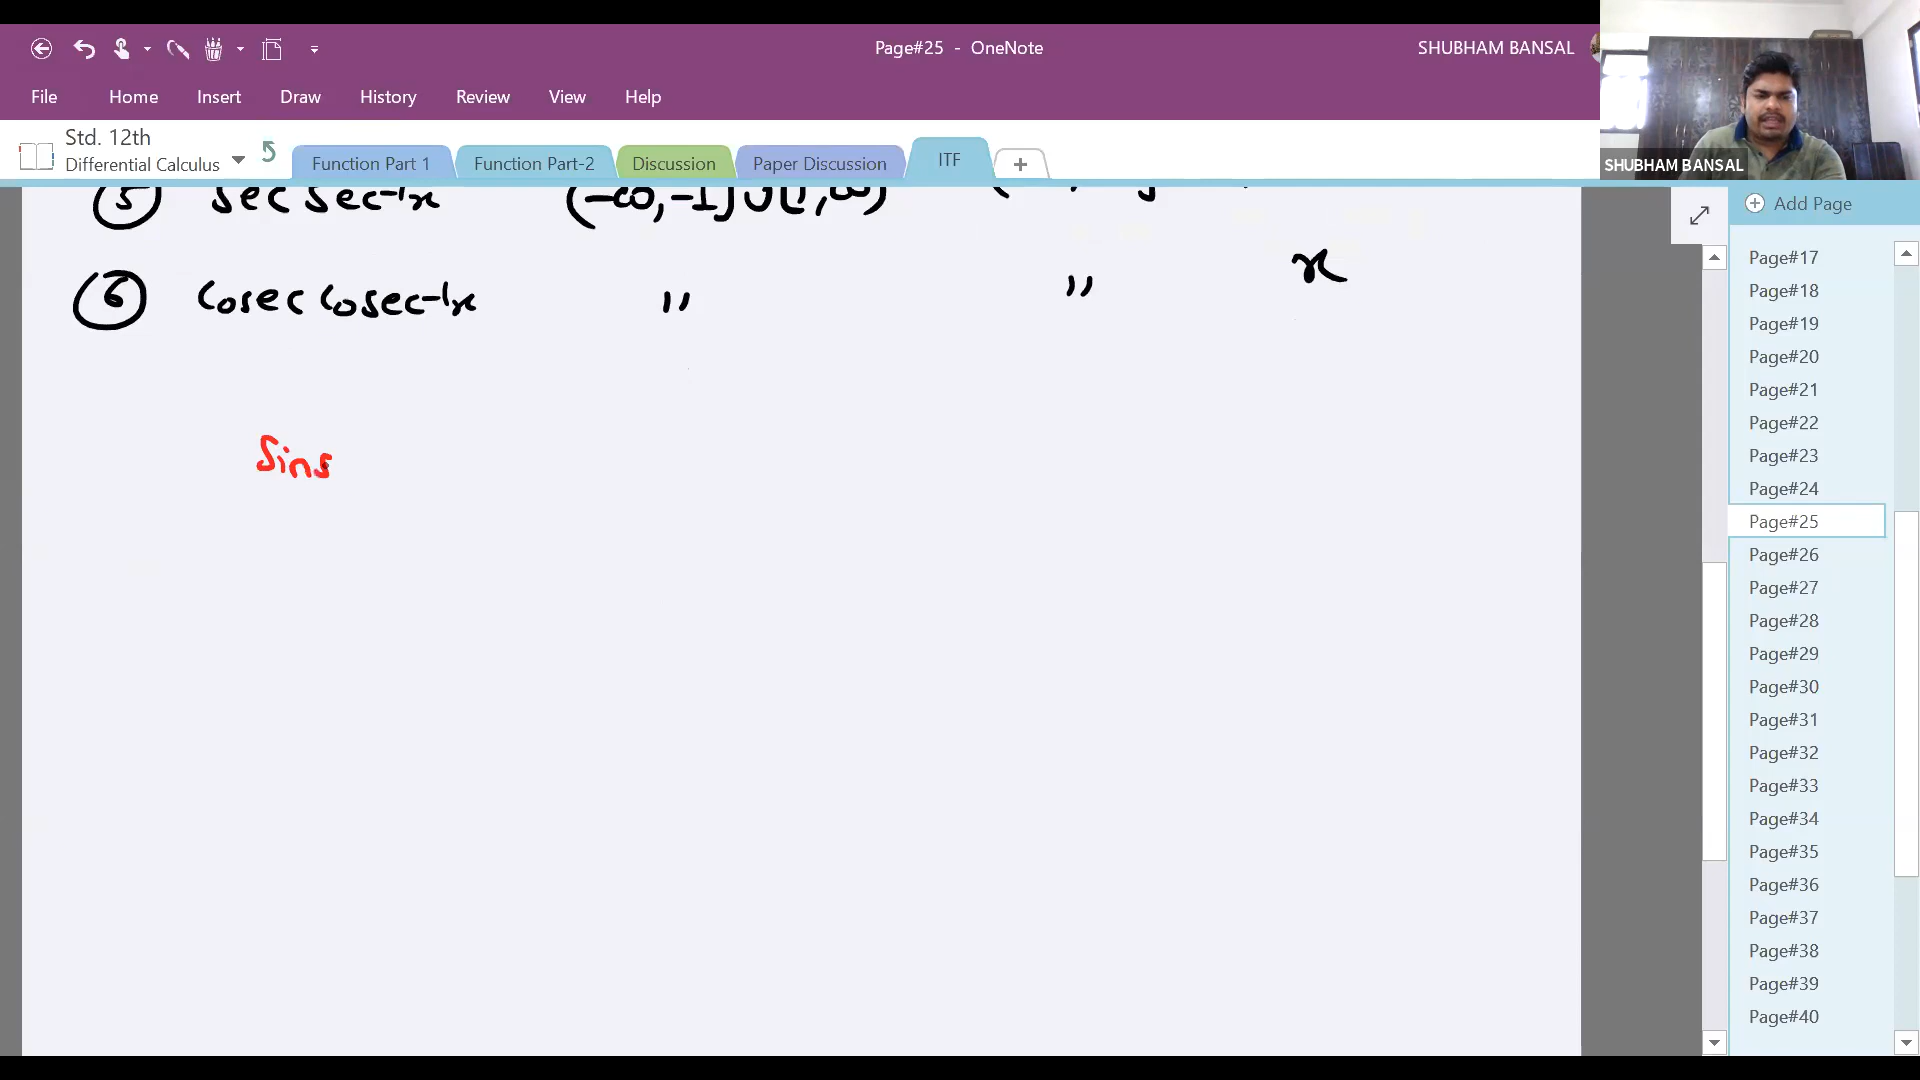 Page#25 - OneNote
SHUBHAM BANSAL
File Home Insert Draw History Review View Help
Std. 12th
Differential Calculus
Function Part 1
Function Part-2
Discussion
Paper Discussion
ITF
SHUBHAM BANSAL
Add Page
5 Sec Sec-1x (-∞,-1]U[1,∞)
6 Cosec Cosec-1x " " x
Sins
Page#17
Page#18
Page#19
Page#20
Page#21
Page#22
Page#23
Page#24
Page#25
Page#26
Page#27
Page#28
Page#29
Page#30
Page#31
Page#32
Page#33
Page#34
Page#35
Page#36
Page#37
Page#38
Page#39
Page#40